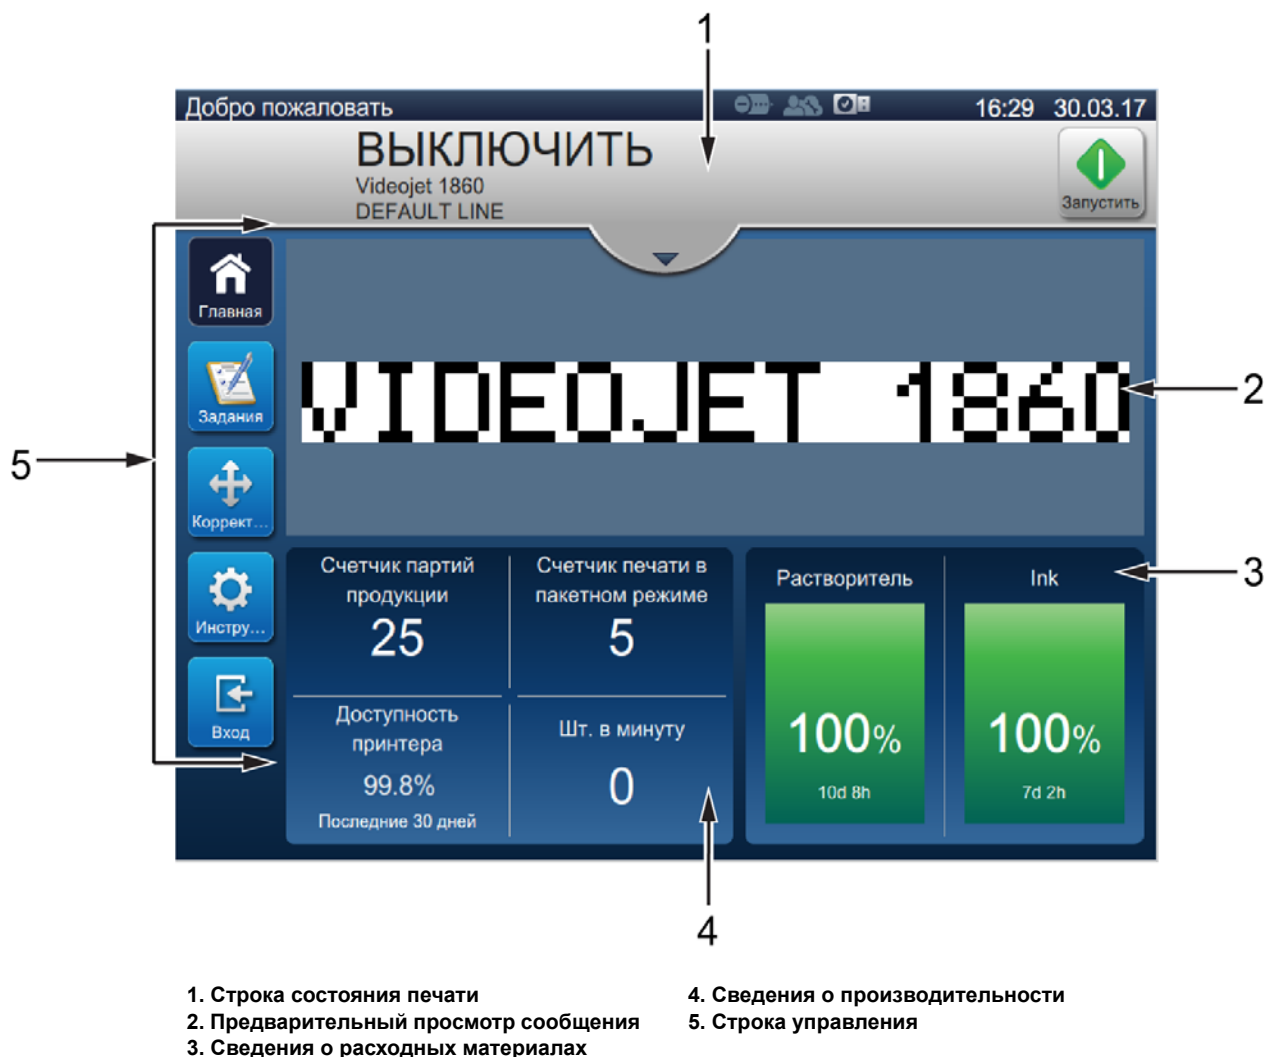 1
Добро пожаловать
16:29 30.03.17
ВЫКЛЮЧИТЬ
Videojet 1860
DEFAULT LINE
Запустить
Главная
Задания
Коррект...
Инстру...
Вход
5
VIDEOJET 1860
2
Счетчик партий
продукции
25
Счетчик печати в
пакетном режиме
5
Доступность
принтера
99.8%
Последние 30 дней
Шт. в минуту
0
Растворитель
100%
10d 8h
Ink
100%
7d 2h
3
4
1. Строка состояния печати
2. Предварительный просмотр сообщения
3. Сведения о расходных материалах
4. Сведения о производительности
5. Строка управления